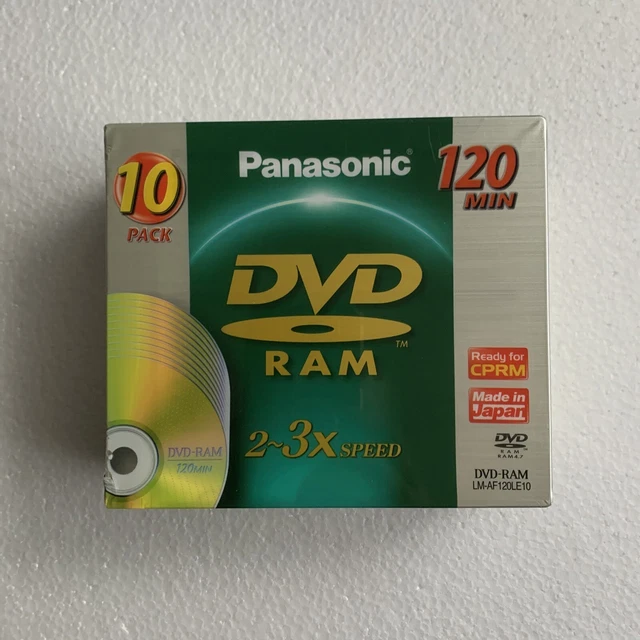 10
PACK
Panasonic®
120
MIN
DVD
RAM
TM
2~3x SPEED
DVD-RAM
120MIN
Ready for
CPRM
Made in
Japan
DVD
RAM
RAM4.7
DVD-RAM
LM-AF120LE10